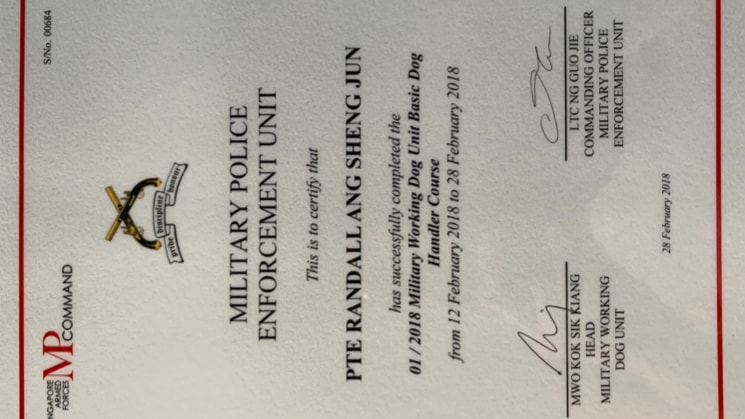 S/No. 00684
SINGAPORE
ARMED
FORCES
MP COMMAND
pride discipline honour
MILITARY POLICE
ENFORCEMENT UNIT
This is to certify that
PTE RANDALL ANG SHENG JUN
has successfully completed the
01 / 2018 Military Working Dog Unit Basic Dog
Handler Course
from 12 February 2018 to 28 February 2018
MWO KOK SIK KIANG
HEAD
MILITARY WORKING
DOG UNIT
LTC NG GUO JIE
COMMANDING OFFICER
MILITARY POLICE
ENFORCEMENT UNIT
28 February 2018